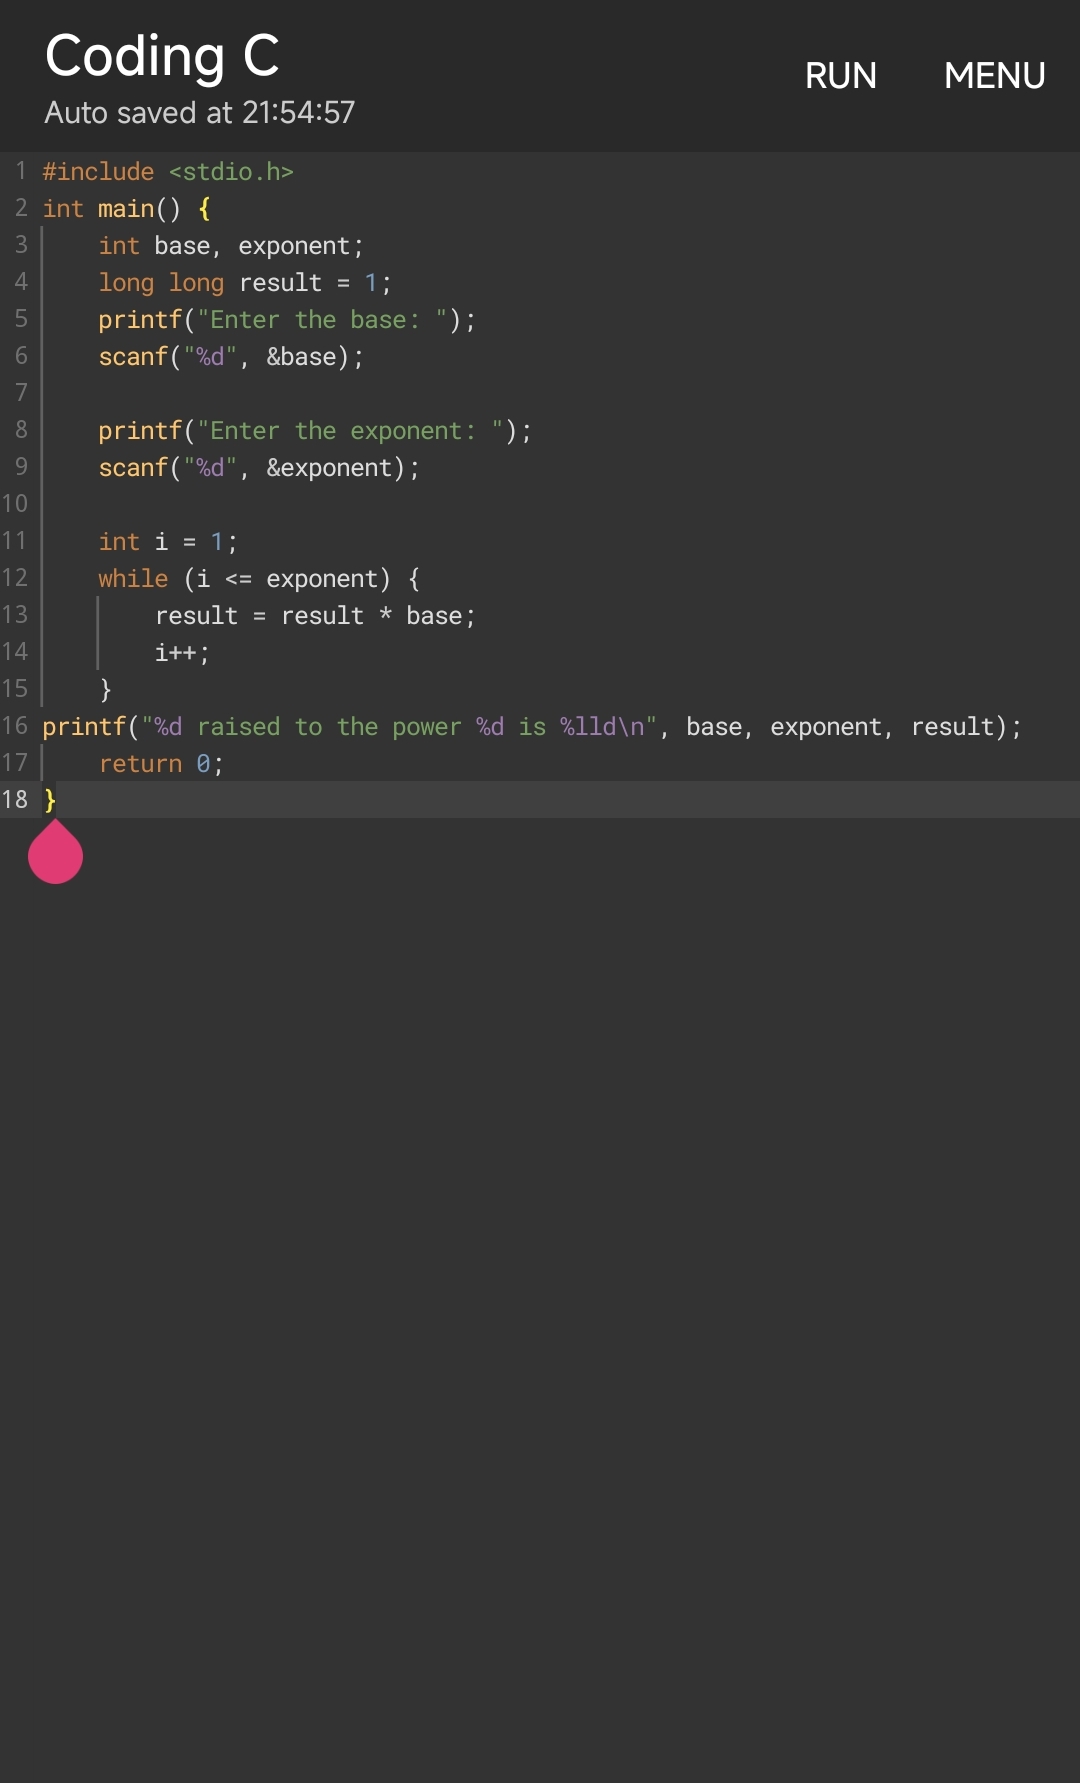 Coding C
Auto saved at 21:54:57
RUN MENU
1 #include <stdio.h>
2 int main() {
3     int base, exponent;
4     long long result = 1;
5     printf("Enter the base: ");
6     scanf("%d", &base);
7
8     printf("Enter the exponent: ");
9     scanf("%d", &exponent);
10
11     int i = 1;
12     while (i <= exponent) {
13         result = result * base;
14         i++;
15     }
16 printf("%d raised to the power %d is %lld\n", base, exponent, result);
17     return 0;
18 }